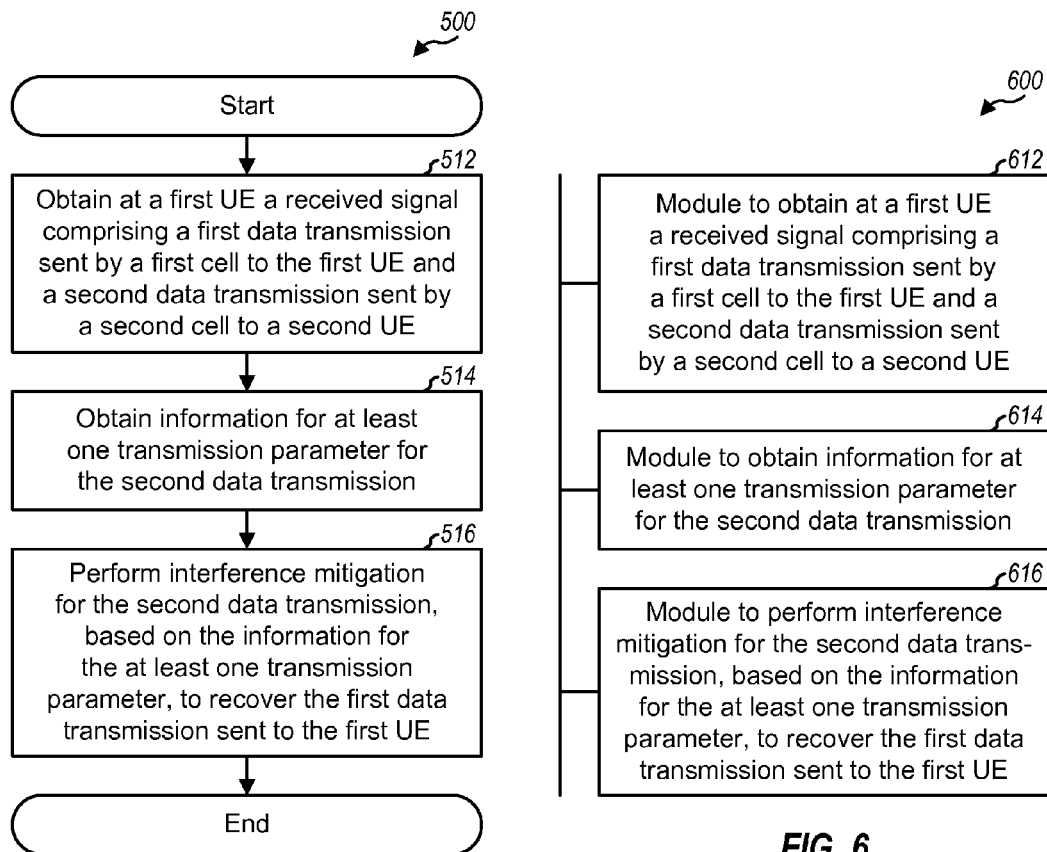 500
Start
512
Obtain at a first UE a received signal
comprising a first data transmission
sent by a first cell to the first UE and
a second data transmission sent by
a second cell to a second UE
514
Obtain information for at least
one transmission parameter for
the second data transmission
516
Perform interference mitigation
for the second data transmission,
based on the information for
the at least one transmission
parameter, to recover the first data
transmission sent to the first UE
End
600
612
Module to obtain at a first UE
a received signal comprising a
first data transmission sent by
a first cell to the first UE and a
second data transmission sent
by a second cell to a second UE
614
Module to obtain information for at
least one transmission parameter
for the second data transmission
616
Module to perform interference
mitigation for the second data trans-
mission, based on the information
for the at least one transmission
parameter, to recover the first data
transmission sent to the first UE
FIG. 6